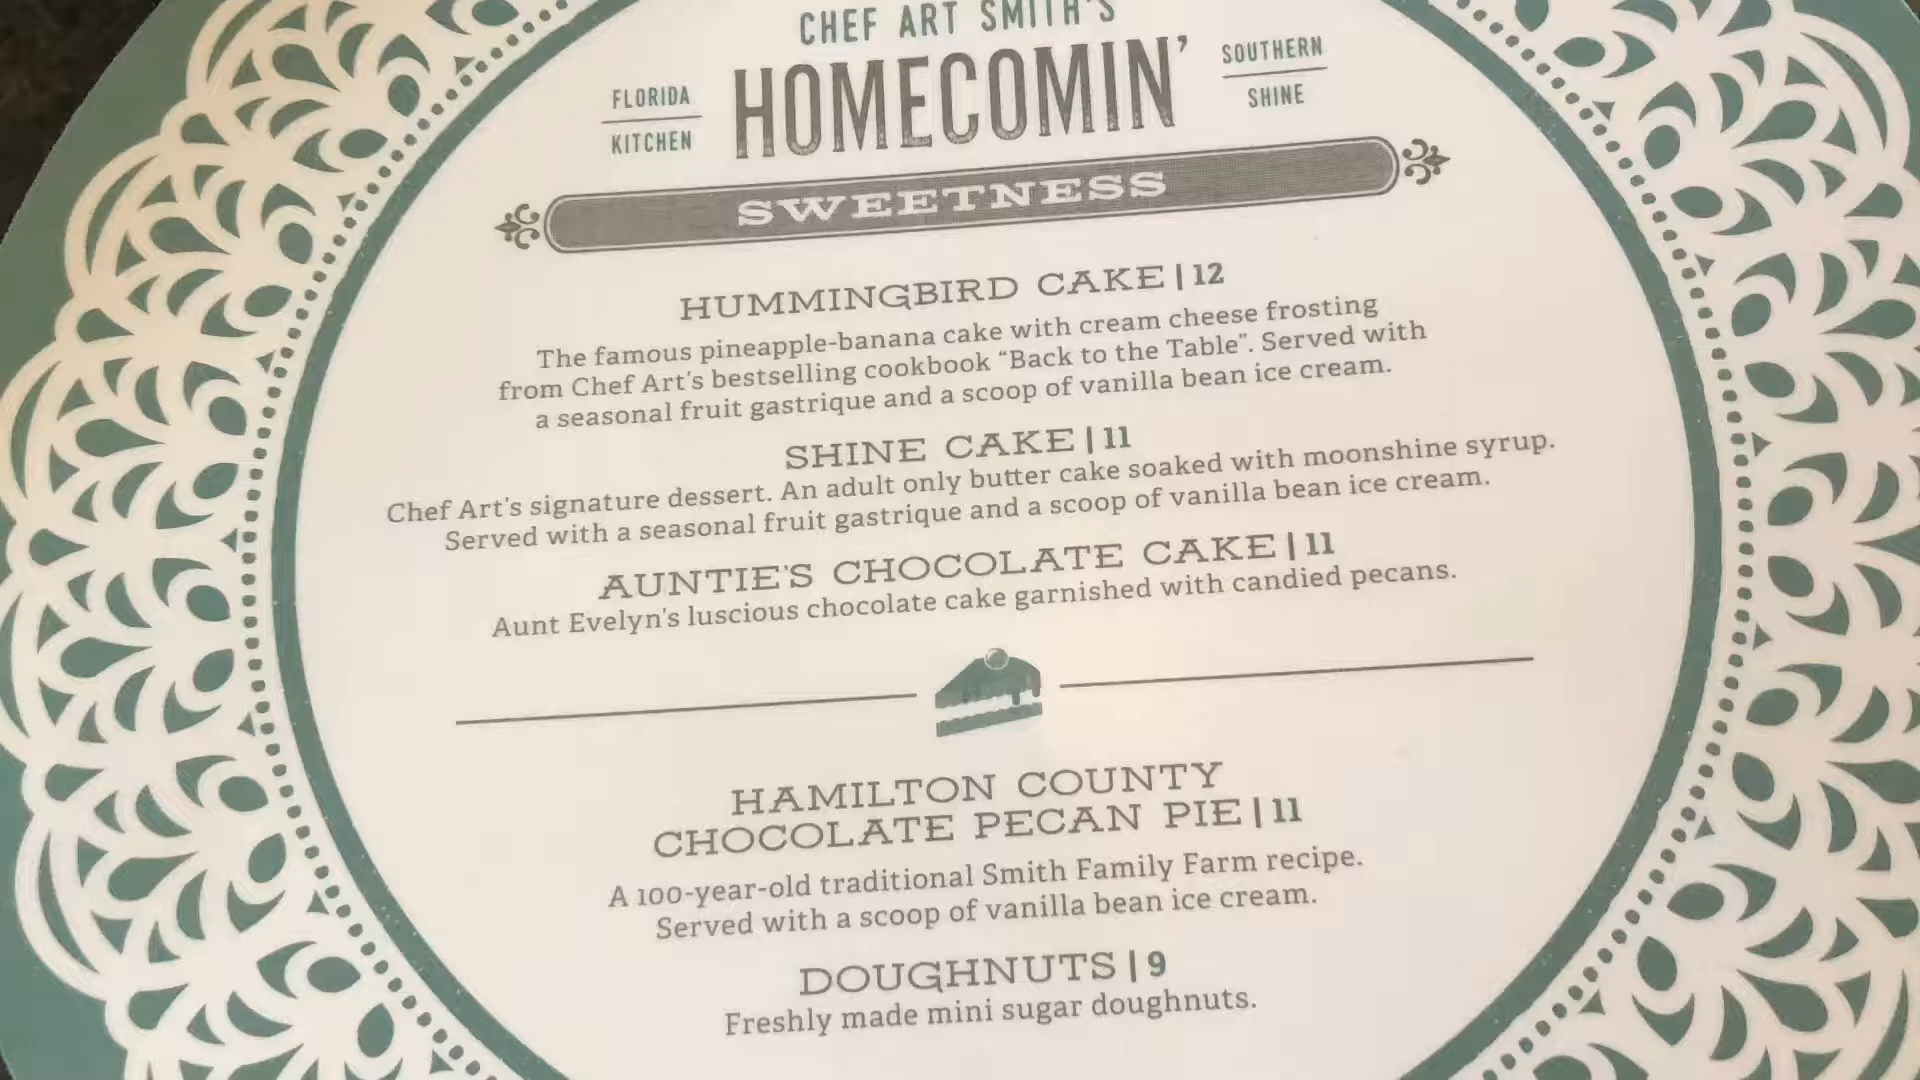 CHEF ART SMITH'S
FLORIDA
KITCHEN
HOMECOMIN'
SOUTHERN
SHINE
SWEETNESS
HUMMINGBIRD CAKE | 12
The famous pineapple-banana cake with cream cheese frosting
from Chef Art's bestselling cookbook “Back to the Table”. Served with
a seasonal fruit gastrique and a scoop of vanilla bean ice cream.
SHINE CAKE | 11
Chef Art's signature dessert. An adult only butter cake soaked with moonshine syrup.
Served with a seasonal fruit gastrique and a scoop of vanilla bean ice cream.
AUNTIE'S CHOCOLATE CAKE | 11
Aunt Evelyn's luscious chocolate cake garnished with candied pecans.
HAMILTON COUNTY
CHOCOLATE PECAN PIE | 11
A 100-year-old traditional Smith Family Farm recipe.
Served with a scoop of vanilla bean ice cream.
DOUGHNUTS | 9
Freshly made mini sugar doughnuts.